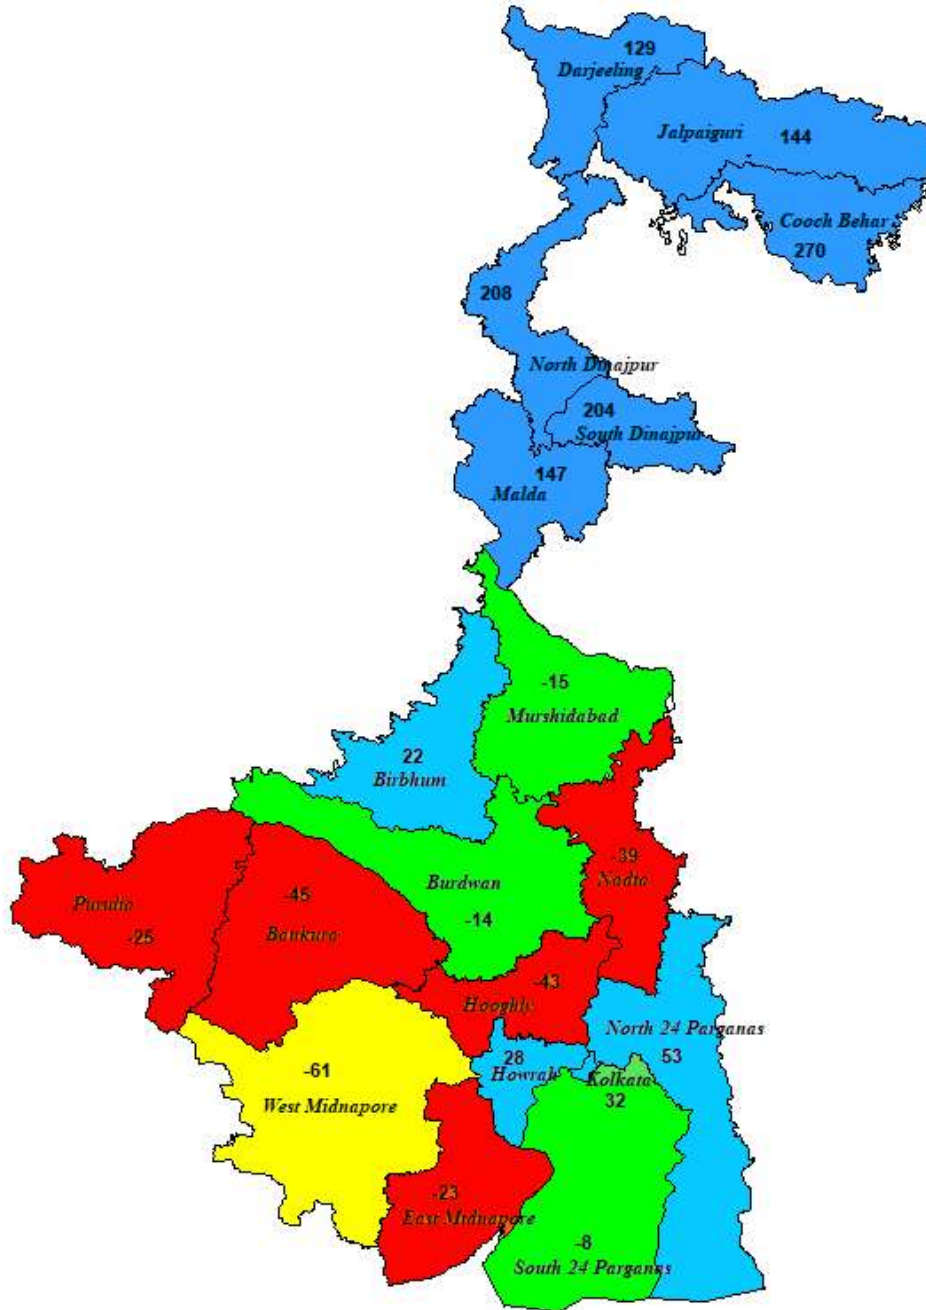 129
Darjeeling
Jalpaiguri 144
Cooch Behar
270
208
North Dinajpur
204
South Dinajpur
147
Malda
-15
Murshidabad
22
Birbhum
-39
Nadia
Burdwan
-14
-45
Bankura
Purulia
-25
-43
Hooghly
North 24 Parganas
53
28
Howrah
Kolkata
32
-61
West Midnapore
-23
East Midnapore
-8
South 24 Parganas